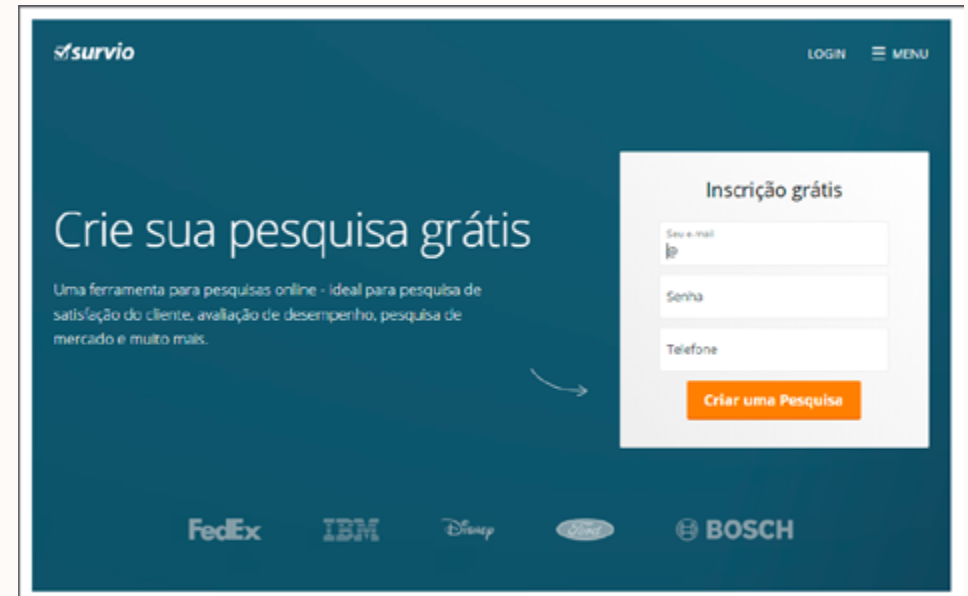 survio
LOGIN
MENU
Inscrição grátis
Crie sua pesquisa grátis
Uma ferramenta para pesquisas online - ideal para pesquisa de
satisfação do cliente, avaliação de desempenho, pesquisa de
mercado e muito mais.
Seu e-mail
@
Senha
Telefone
Criar uma Pesquisa
FedEx
IBM
Disney
Ford
BOSCH